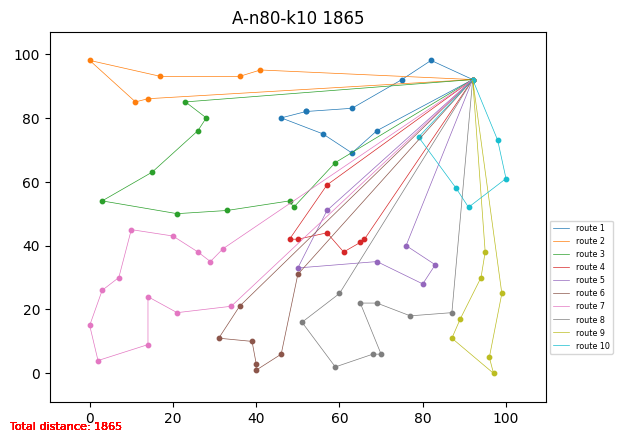 A-n80-k10 1865
100
80
60
40
20
0
0
20
40
60
80
100
route 1
route 2
route 3
route 4
route 5
route 6
route 7
route 8
route 9
route 10
Total distance: 1865